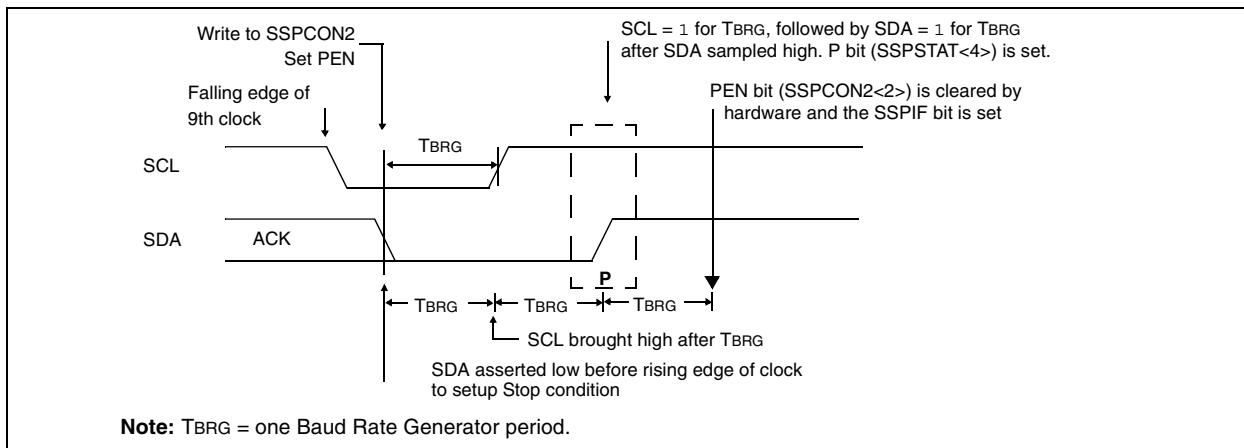 Write to SSPCON2
Set PEN
SCL = 1 for TBRG, followed by SDA = 1 for TBRG
after SDA sampled high. P bit (SSPSTAT<4>) is set.
Falling edge of
9th clock
PEN bit (SSPCON2<2>) is cleared by
hardware and the SSPIF bit is set
TBRG
SCL
SDA
ACK
P
TBRG
TBRG
TBRG
SCL brought high after TBRG
SDA asserted low before rising edge of clock
to setup Stop condition
Note: TBRG = one Baud Rate Generator period.